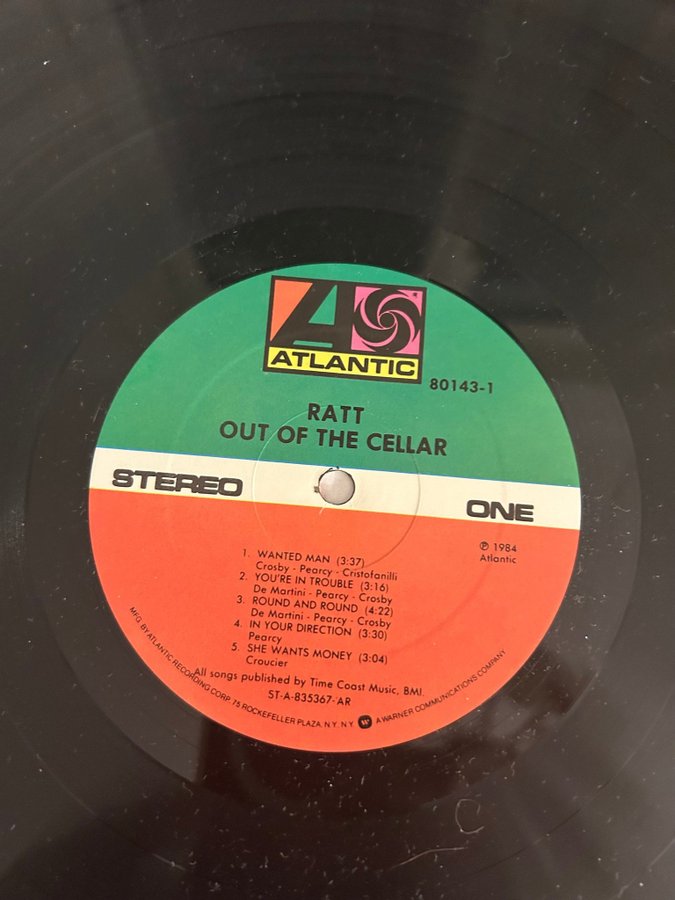 ATLANTIC
80143-1
RATT
OUT OF THE CELLAR
STEREO
ONE
℗ 1984
Atlantic
1. WANTED MAN (3:37)
Crosby - Pearcy - Cristofanilli
2. YOU'RE IN TROUBLE (3:16)
De Martini - Pearcy - Crosby
3. ROUND AND ROUND (4:22)
De Martini - Pearcy - Crosby
4. IN YOUR DIRECTION (3:30)
Pearcy
5. SHE WANTS MONEY (3:04)
Croucier
All songs published by Time Coast Music, BMI.
ST-A-835367-AR
MFG. BY ATLANTIC RECORDING CORP. 75 ROCKEFELLER PLAZA, N.Y. N.Y. W A WARNER COMMUNICATIONS COMPANY